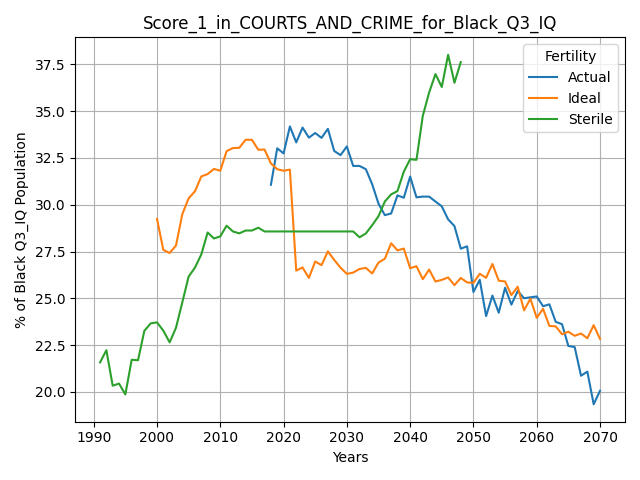 Score_1_in_COURTS_AND_CRIME_for_Black_Q3_IQ
% of Black Q3_IQ Population
37.5
35.0
32.5
30.0
27.5
25.0
22.5
20.0
Fertility
Actual
Ideal
Sterile
1990 2000 2010 2020 2030 2040 2050 2060 2070
Years